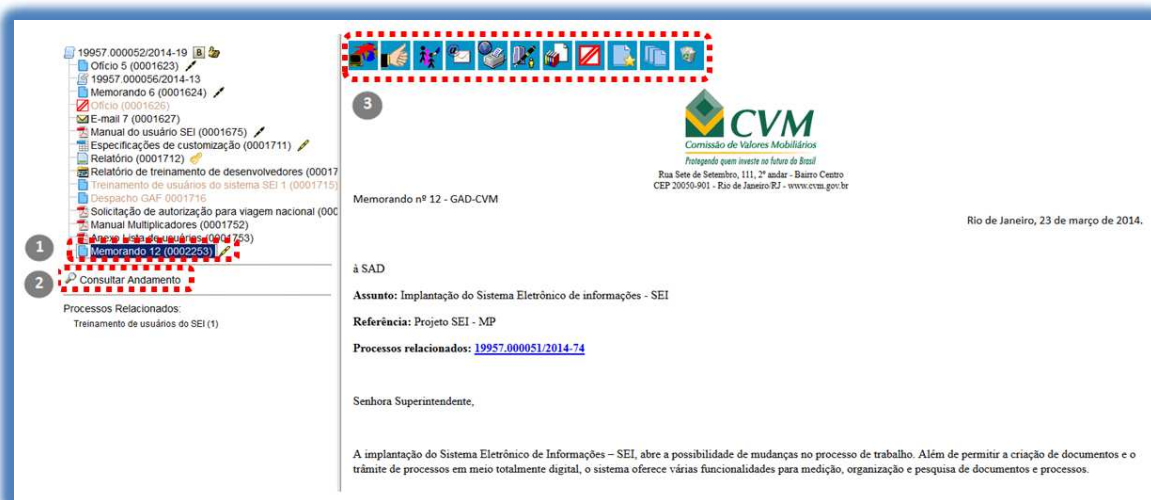 19957.000052/2014-19
Ofício 5 (0001623)
19957.000056/2014-13
Memorando 6 (0001624)
Ofício (0001626)
E-mail 7 (0001627)
Manual do usuário SEI (0001675)
Especificações de customização (0001711)
Relatório (0001712)
Relatório de treinamento de desenvolvedores (00017
Treinamento de usuários do sistema SEI 1 (0001715)
Despacho GAF 0001716
Solicitação de autorização para viagem nacional (000
Manual Multiplicadores (0001752)
Anexo Lista de usuários (0001753)
1
Memorando 12 (0002253)
2
Consultar Andamento
Processos Relacionados:
Treinamento de usuários do SEI (1)
3
CVM
Comissão de Valores Mobiliários
Protegendo quem investe no futuro do Brasil
Rua Sete de Setembro, 111, 2º andar - Bairro Centro
CEP 20050-901 - Rio de Janeiro/RJ - www.cvm.gov.br
Memorando nº 12 - GAD-CVM
Rio de Janeiro, 23 de março de 2014.
à SAD
Assunto: Implantação do Sistema Eletrônico de informações - SEI
Referência: Projeto SEI - MP
Processos relacionados: 19957.000051/2014-74
Senhora Superintendente,
A implantação do Sistema Eletrônico de Informações – SEI, abre a possibilidade de mudanças no processo de trabalho. Além de permitir a criação de documentos e o
trâmite de processos em meio totalmente digital, o sistema oferece várias funcionalidades para medição, organização e pesquisa de documentos e processos.